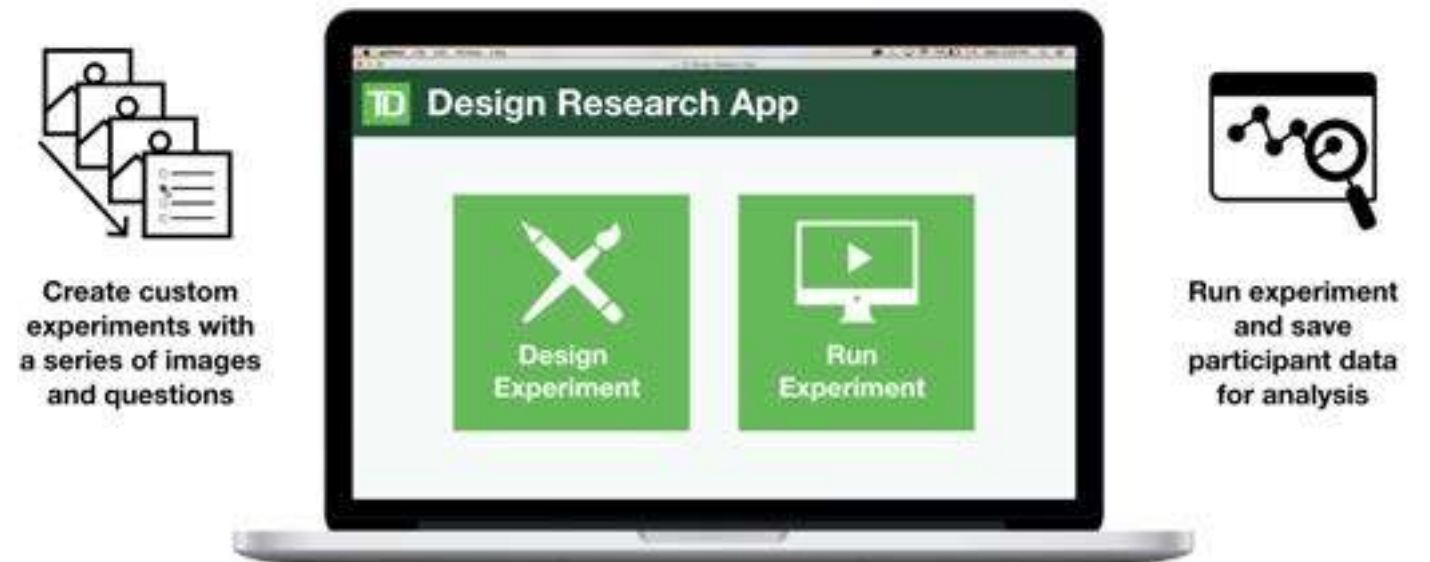 TD Design Research App
Create custom
experiments with
a series of images
and questions
Design
Experiment
Run
Experiment
Run experiment
and save
participant data
for analysis